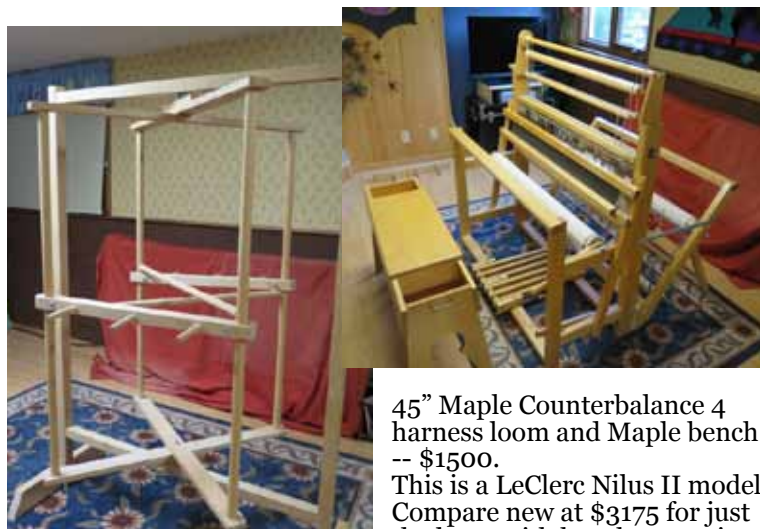 45” Maple Counterbalance 4
harness loom and Maple bench
-- $1500.
This is a LeClerc Nilus II model
Compare new at $3175 for just